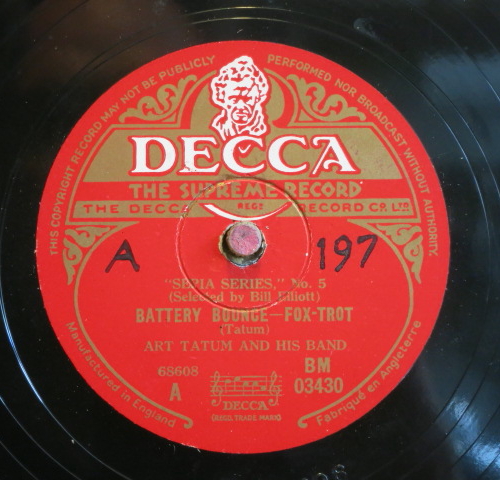 THIS COPYRIGHT RECORD MAY NOT BE PUBLICLY PERFORMED NOR BROADCAST WITHOUT AUTHORITY.
DECCA
THE SUPREME RECORD
THE DECCA REGD RECORD CO. LTD
A 197
"SEPIA SERIES," No. 5
(Selected by Bill Elliott)
BATTERY BOUNCE—FOX-TROT
(Tatum)
ART TATUM AND HIS BAND
68608 BM
A 03430
DECCA
(REGD. TRADE MARK)
Manufactured in England
Fabriqué en Angleterre